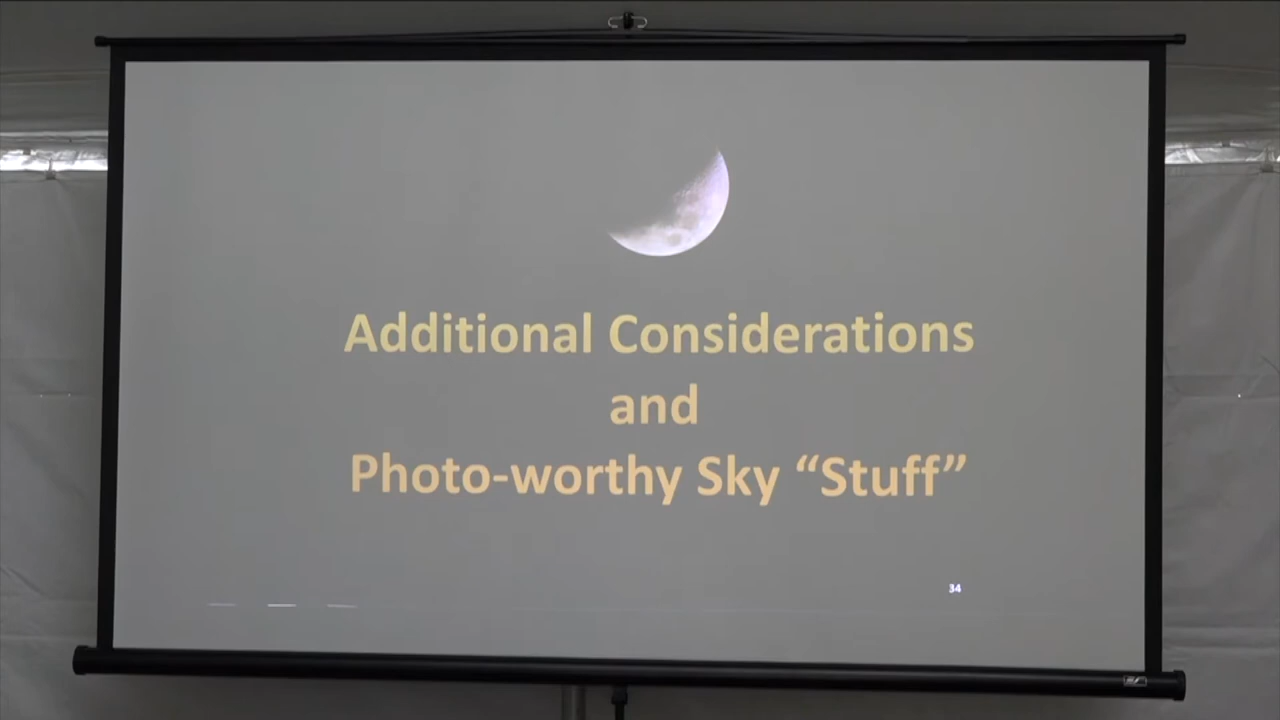 Additional Considerations
and
Photo-worthy Sky “Stuff”
34